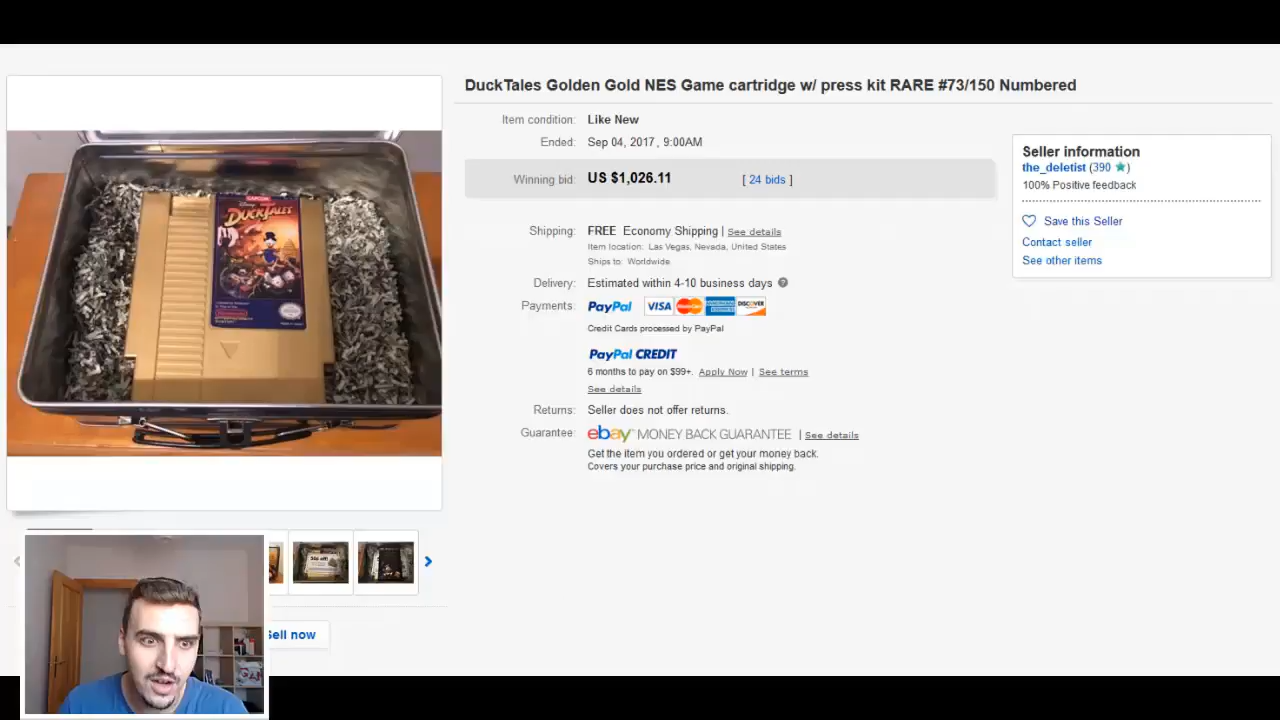 DuckTales Golden Gold NES Game cartridge w/ press kit RARE #73/150 Numbered
Item condition: Like New
Ended: Sep 04, 2017 , 9:00AM
Winning bid: US $1,026.11 [ 24 bids ]
Shipping: FREE Economy Shipping | See details
Item location: Las Vegas, Nevada, United States
Ships to: Worldwide
Delivery: Estimated within 4-10 business days
Payments: PayPal VISA MasterCard DISCOVER
Credit Cards processed by PayPal
PayPal CREDIT
6 months to pay on $99+. Apply Now | See terms
See details
Returns: Seller does not offer returns.
Guarantee: ebay MONEY BACK GUARANTEE | See details
Get the item you ordered or get your money back.
Covers your purchase price and original shipping.
Seller information
the_deletist (390 )
100% Positive feedback
Save this Seller
Contact seller
See other items
CAPCOM
Disney
DUCKTALES
Sell now